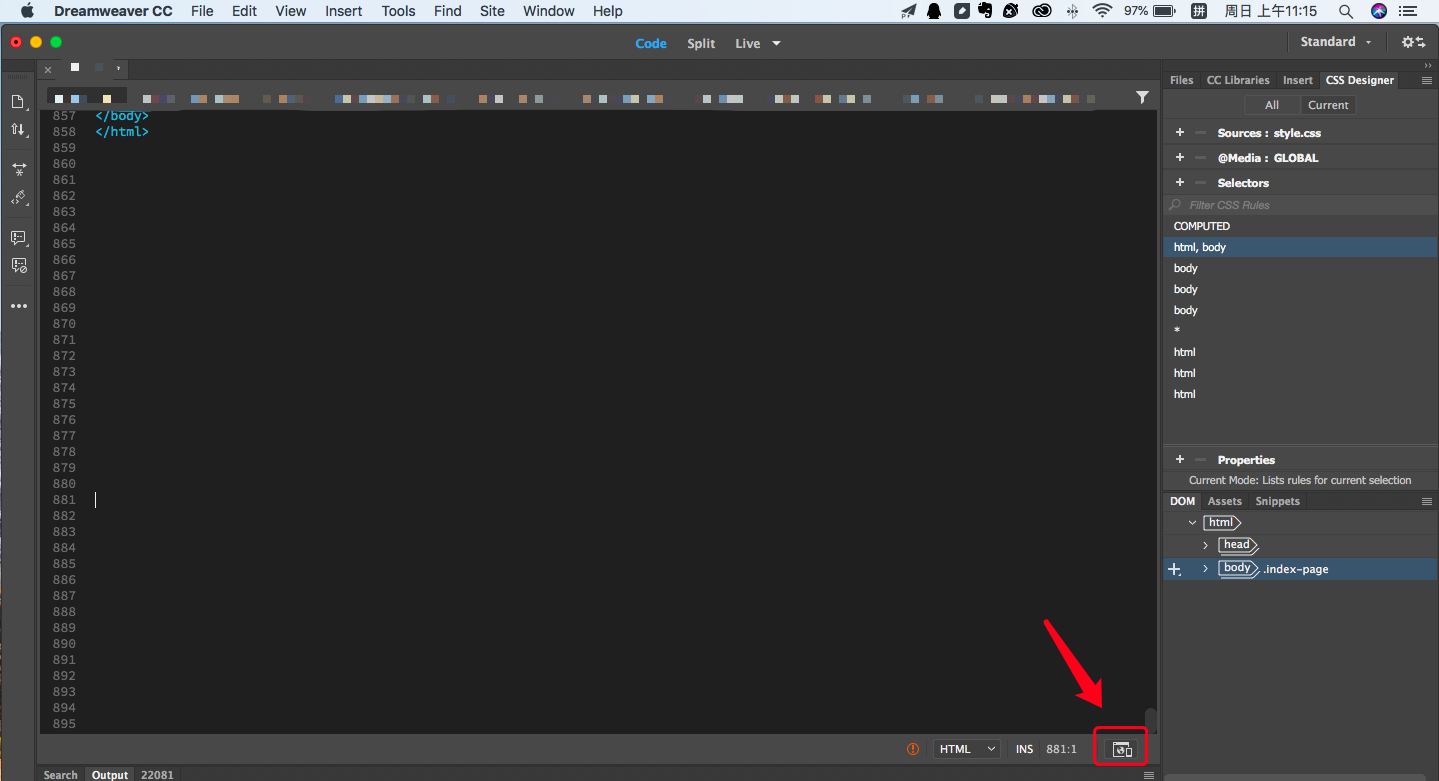 Dreamweaver CC File Edit View Insert Tools Find Site Window Help 97% 拼 周日 上午11:15
Code Split Live Standard
Files CC Libraries Insert CSS Designer
All Current
Sources : style.css
@Media : GLOBAL
Selectors
Filter CSS Rules
COMPUTED
html, body
body
body
body
*
html
html
html
Properties
Current Mode: Lists rules for current selection
DOM Assets Snippets
html
head
body .index-page
857 </body>
858 </html>
859
860
861
862
863
864
865
866
867
868
869
870
871
872
873
874
875
876
877
878
879
880
881
882
883
884
885
886
887
888
889
890
891
892
893
894
895
HTML INS 881:1
Search Output 22081